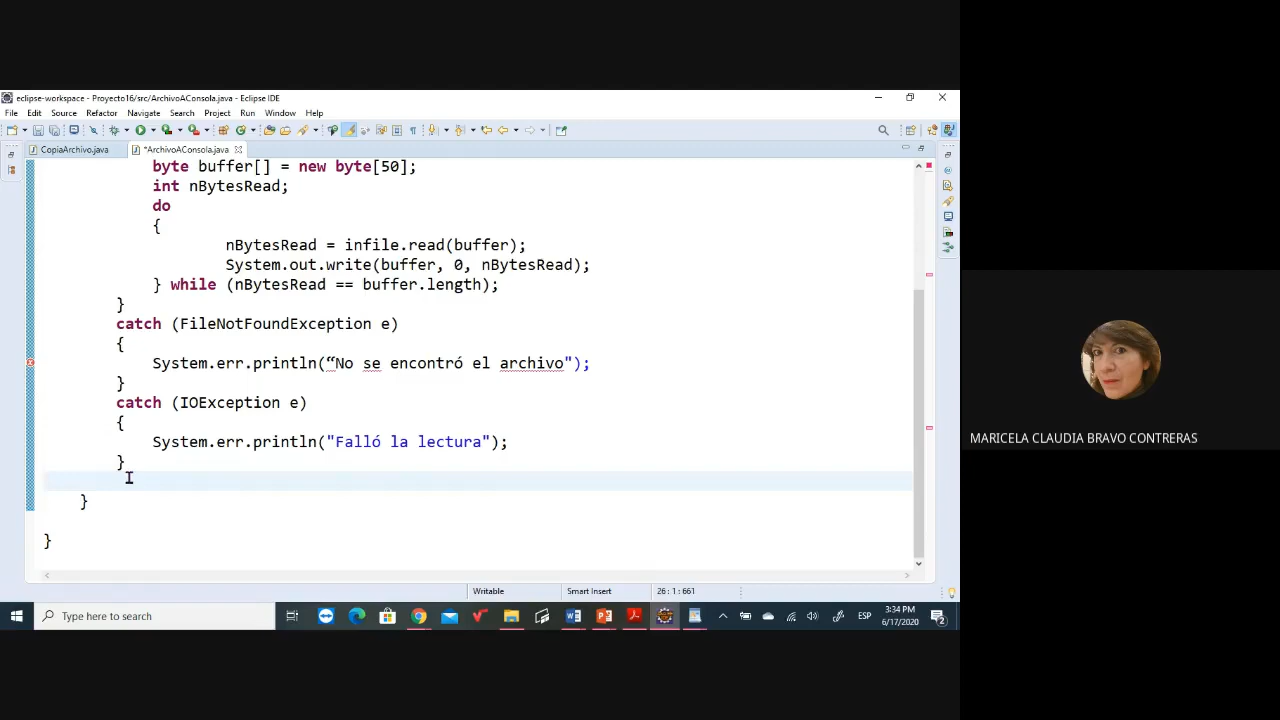 eclipse-workspace - Proyecto16/src/ArchivoAConsola.java - Eclipse IDE
File Edit Source Refactor Navigate Search Project Run Window Help
CopiaArchivo.java *ArchivoAConsola.java
byte buffer[] = new byte[50];
int nBytesRead;
do
{
nBytesRead = infile.read(buffer);
System.out.write(buffer, 0, nBytesRead);
} while (nBytesRead == buffer.length);
}
catch (FileNotFoundException e)
{
System.err.println(“No se encontró el archivo");
}
catch (IOException e)
{
System.err.println("Falló la lectura");
}
}
}
MARICELA CLAUDIA BRAVO CONTRERAS
Writable Smart Insert 26 : 1 : 661
Type here to search ESP 3:34 PM
6/17/2020 2